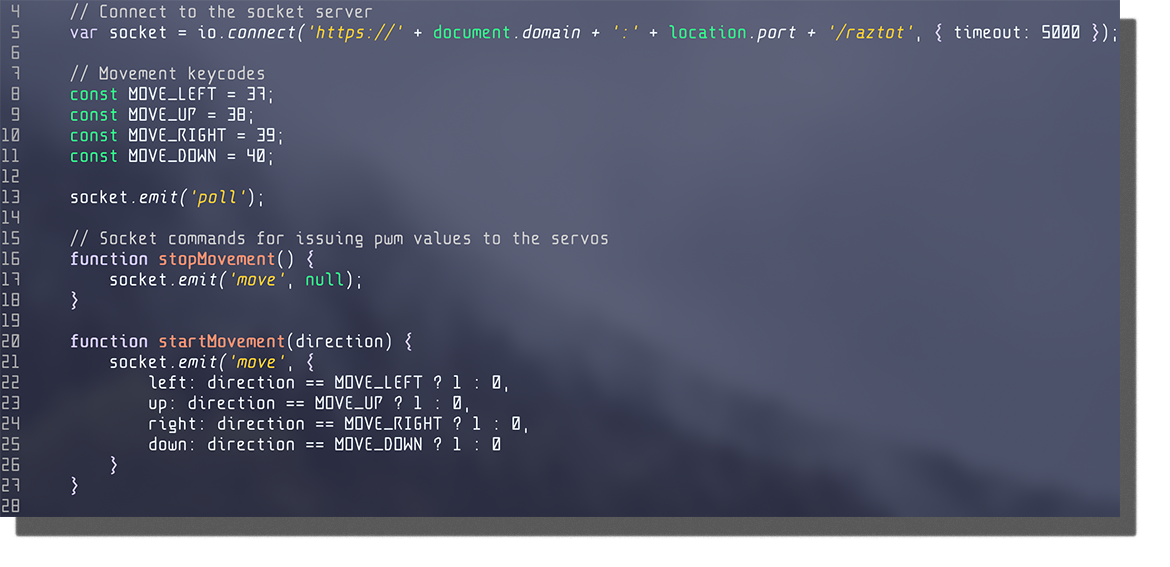 4 // Connect to the socket server
5 var socket = io.connect('https://' + document.domain + ':' + location.port + '/raztot', { timeout: 5000 });
6
7 // Movement keycodes
8 const MOVE_LEFT = 37;
9 const MOVE_UP = 38;
10 const MOVE_RIGHT = 39;
11 const MOVE_DOWN = 40;
12
13 socket.emit('poll');
14
15 // Socket commands for issuing pwm values to the servos
16 function stopMovement() {
17     socket.emit('move', null);
18 }
19
20 function startMovement(direction) {
21     socket.emit('move', {
22         left: direction == MOVE_LEFT ? 1 : 0,
23         up: direction == MOVE_UP ? 1 : 0,
24         right: direction == MOVE_RIGHT ? 1 : 0,
25         down: direction == MOVE_DOWN ? 1 : 0
26     }
27 }
28